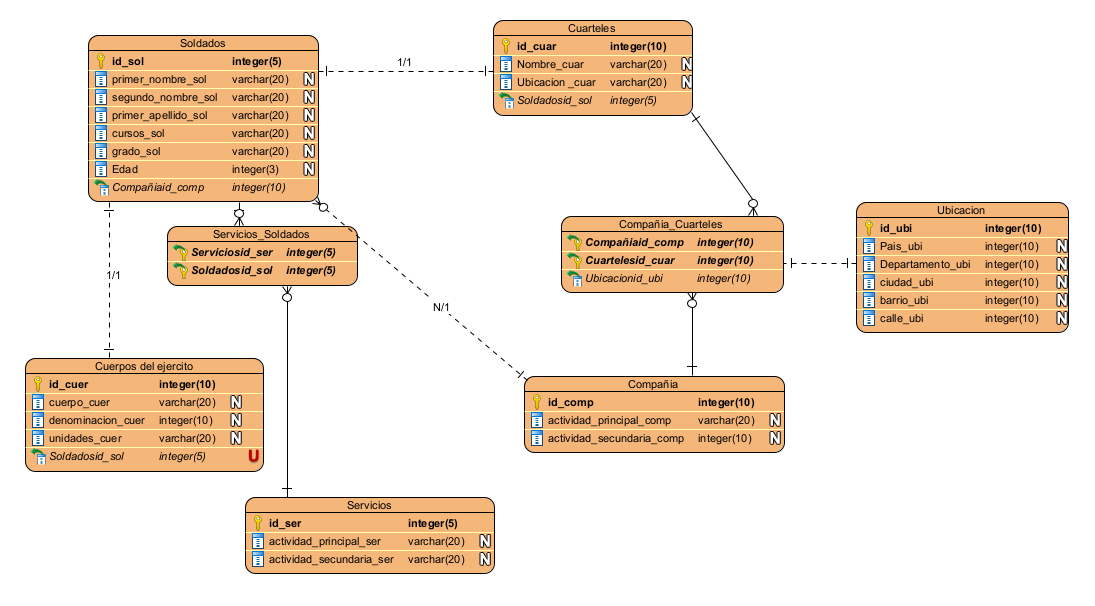 Soldados
id_sol integer(5)
primer_nombre_sol varchar(20) N
segundo_nombre_sol varchar(20) N
primer_apellido_sol varchar(20) N
cursos_sol varchar(20) N
grado_sol varchar(20) N
Edad integer(3) N
Compañiaid_comp integer(10)
1/1
Cuarteles
id_cuar integer(10)
Nombre_cuar varchar(20) N
Ubicacion _cuar varchar(20) N
Soldadosid_sol integer(5)
Servicios_Soldados
Serviciosid_ser integer(5)
Soldadosid_sol integer(5)
Compañia_Cuarteles
Compañiaid_comp integer(10)
Cuartelesid_cuar integer(10)
Ubicacionid_ubi integer(10)
Ubicacion
id_ubi integer(10)
Pais_ubi integer(10) N
Departamento_ubi integer(10) N
ciudad_ubi integer(10) N
barrio_ubi integer(10) N
calle_ubi integer(10) N
1/1
N/1
Cuerpos del ejercito
id_cuer integer(10)
cuerpo_cuer varchar(20) N
denominacion_cuer integer(10) N
unidades_cuer varchar(20) N
Soldadosid_sol integer(5) U
Compañia
id_comp integer(10)
actividad_principal_comp varchar(20) N
actividad_secundaria_comp integer(10) N
Servicios
id_ser integer(5)
actividad_principal_ser varchar(20) N
actividad_secundaria_ser varchar(20) N